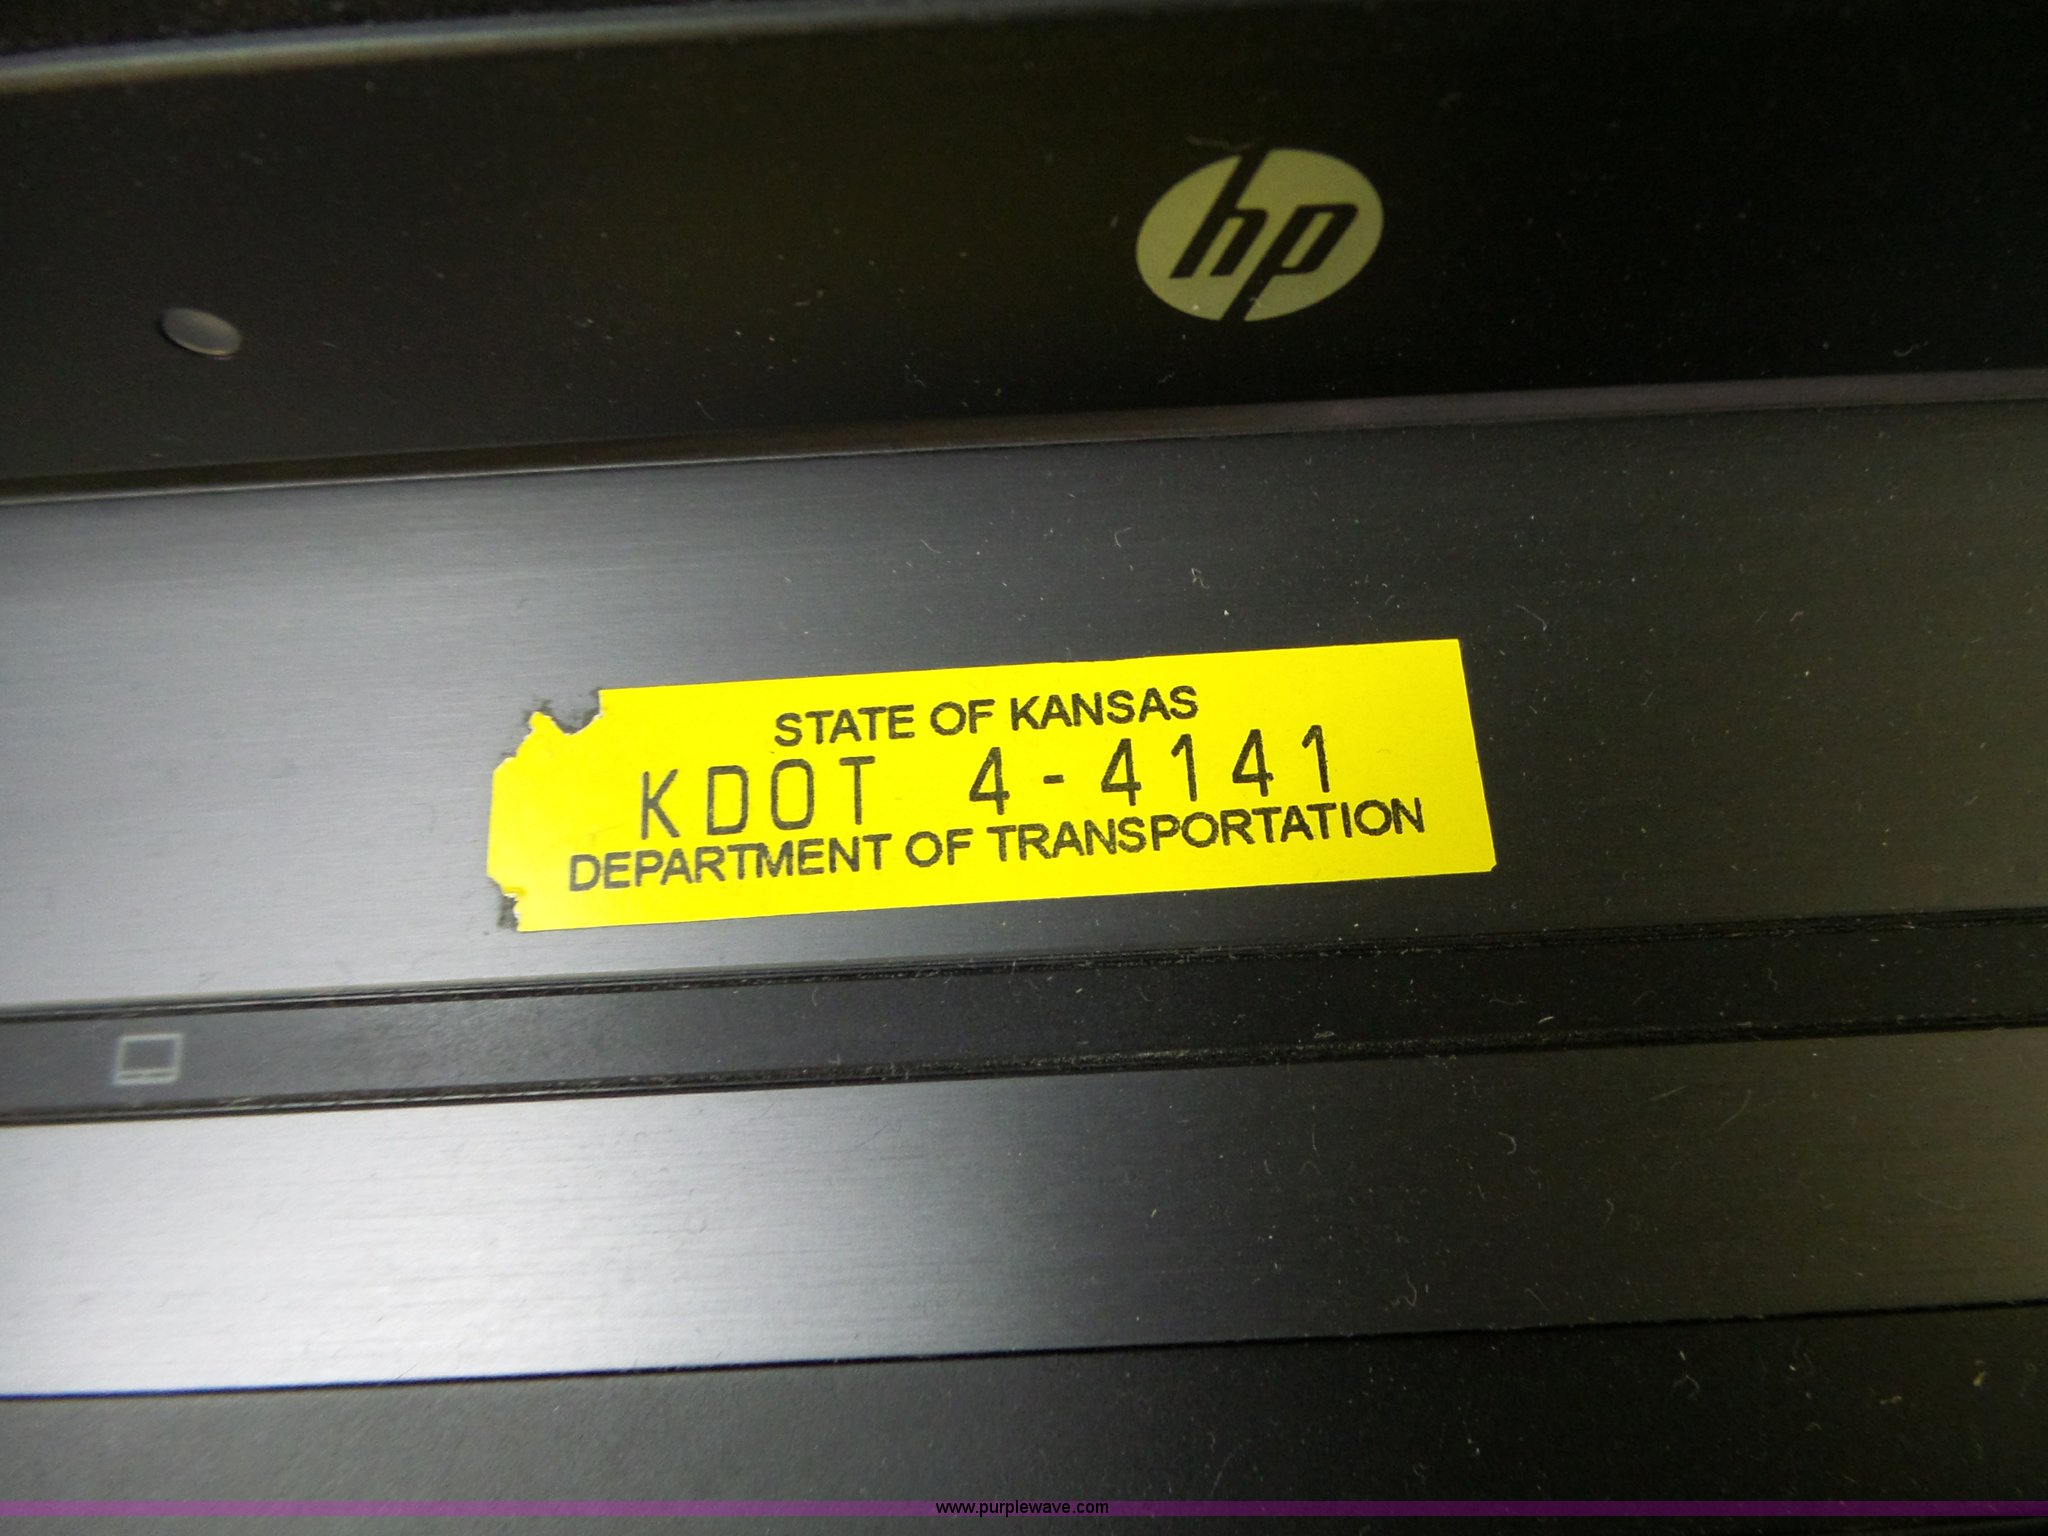 hp
STATE OF KANSAS
KDOT 4-4141
DEPARTMENT OF TRANSPORTATION
www.purplewave.com